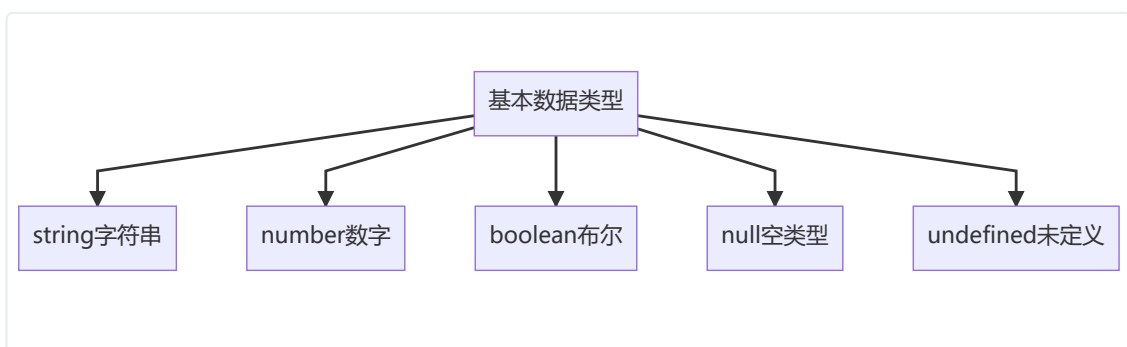 基本数据类型
string字符串
number数字
boolean布尔
null空类型
undefined未定义